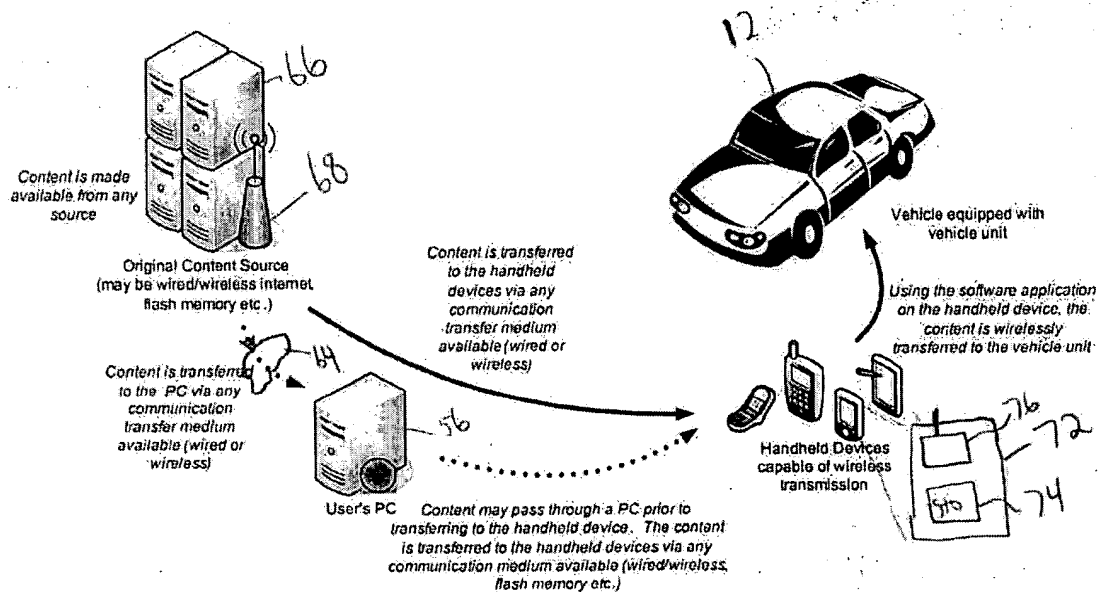 66
12
Content is made
available from any
source
68
Original Content Source
(may be wired/wireless internet,
flash memory etc.)
Content is transferred
to the handheld
devices via any
communication
transfer medium
available (wired or
wireless)
Vehicle equipped with
vehicle unit
Using the software application
on the handheld device, the
content is wirelessly
transferred to the vehicle unit
64
Content is transferred
to the PC via any
communication
transfer medium
available (wired or
wireless)
56
User's PC
Handheld Devices
capable of wireless
transmission
76
72
Sto
74
Content may pass through a PC prior to
transferring to the handheld device. The content
is transferred to the handheld devices via any
communication medium available (wired/wireless,
flash memory etc.)